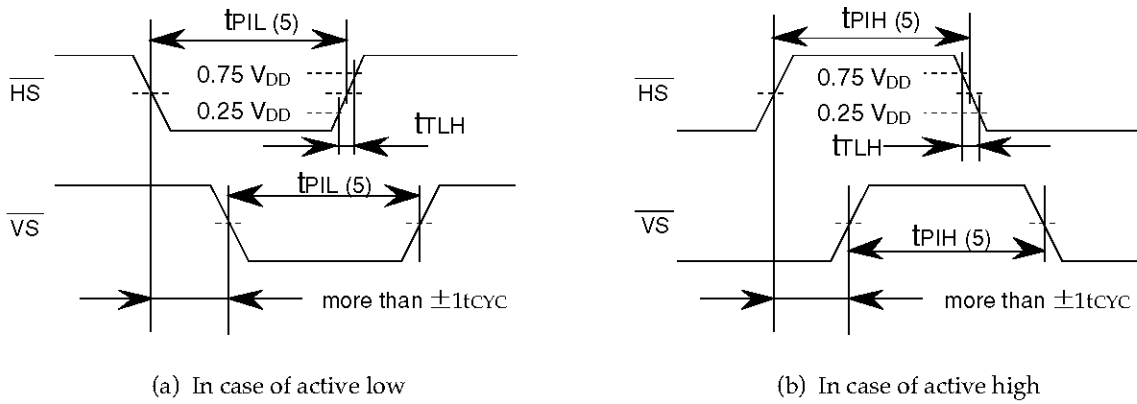 tPIL (5)
HS
0.75 VDD
0.25 VDD
tTLH
tPIL (5)
VS
more than ±1tCYC
(a) In case of active low
tPIH (5)
HS
0.75 VDD
0.25 VDD
tTLH
VS
tPIH (5)
more than ±1tCYC
(b) In case of active high